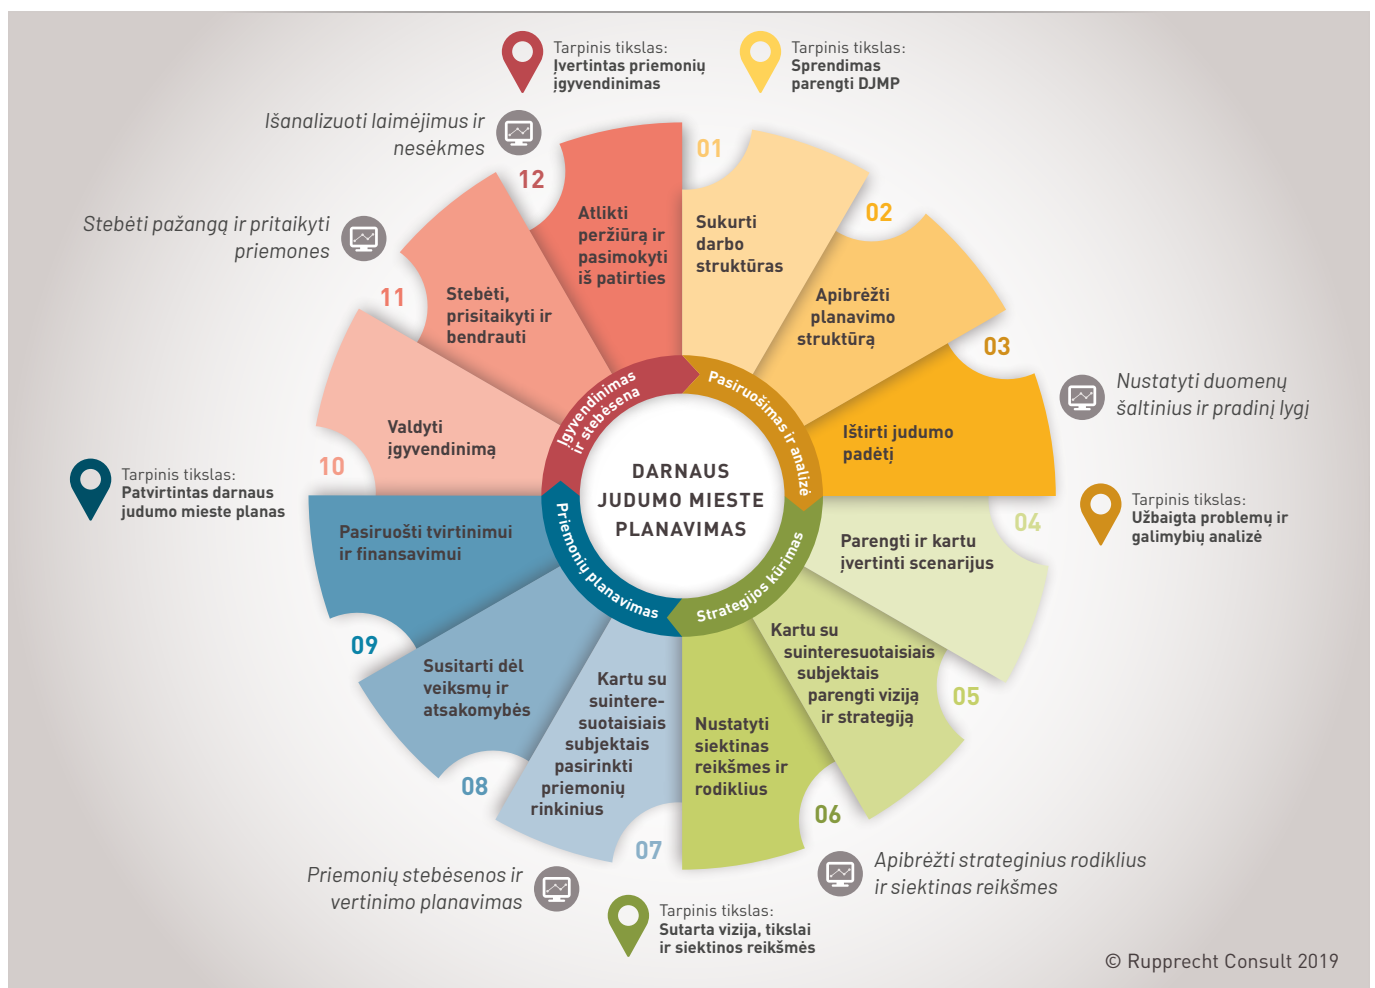 Tarpinis tikslas:
Įvertintas priemonių
įgyvendinimas
Tarpinis tikslas:
Sprendimas
parengti DJMP
Išanalizuoti laimėjimus ir
nesėkmes
Stebėti pažangą ir pritaikyti
priemones
01
Sukurti
darbo
struktūras
02
Apibrėžti
planavimo
struktūrą
03
Ištirti judumo
padėtį
Nustatyti duomenų
šaltinius ir pradinį lygį
Tarpinis tikslas:
Užbaigta problemų ir
galimybių analizė
04
Parengti ir kartu
įvertinti scenarijus
05
Kartu su
suinteresuotaisiais
subjektais
parengti viziją
ir strategiją
06
Nustatyti
siektinas
reikšmes ir
rodiklius
Apibrėžti strateginius rodiklius
ir siektinas reikšmes
Tarpinis tikslas:
Sutarta vizija, tikslai
ir siektinos reikšmės
07
Kartu su
suintere-
suotaisiais
subjektais
pasirinkti
priemonių
rinkinius
Priemonių stebėsenos ir
vertinimo planavimas
08
Susitarti dėl
veiksmų ir
atsakomybės
09
Pasiruošti tvirtinimui
ir finansavimui
Tarpinis tikslas:
Patvirtintas darnaus
judumo mieste planas
10
Valdyti
įgyvendinimą
11
Stebėti,
prisitaikyti ir
bendrauti
12
Atlikti
peržiūrą ir
pasimokyti
iš patirties
Pasiruošimas ir analizė
Strategijos kūrimas
Priemonių planavimas
Įgyvendinimas
ir stebėsena
DARNAUS
JUDUMO MIESTE
PLANAVIMAS
© Rupprecht Consult 2019